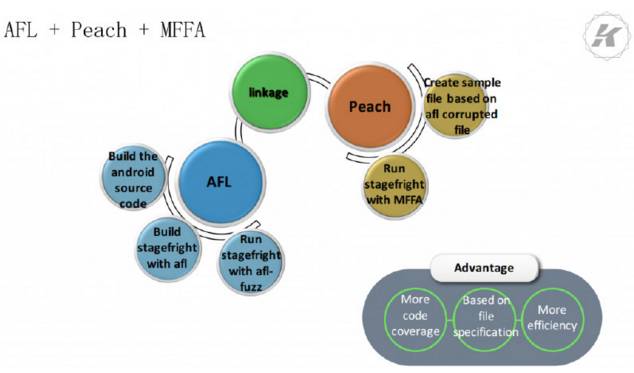 AFL + Peach + MFFA
linkage
Peach
Create sample
file based on
afl corrupted
file
Run
stagefright
with MFFA
AFL
Build the
android
source
code
Build
stagefright
with afl
Run
stagefright
with afl-
fuzz
Advantage
More
code
coverage
Based on
file
specification
More
efficiency